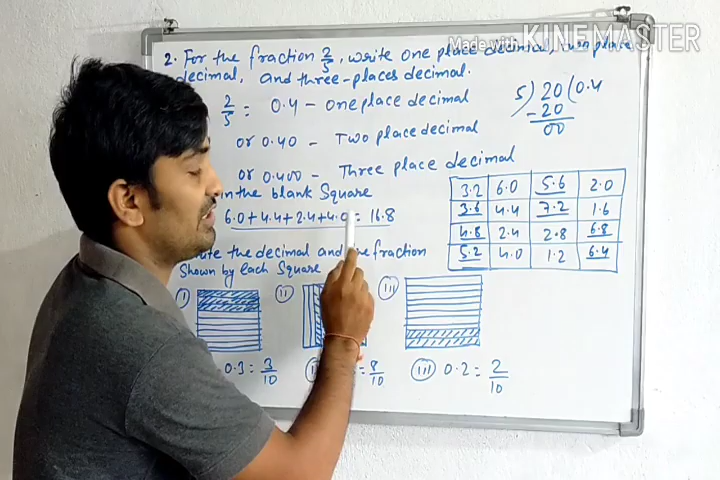 Made with KINEMASTER
2. For the fraction 2/5, write one place decimal, two place
decimal, and three-places decimal.
2/5 = 0.4 - one place decimal
or 0.40 - Two place decimal
or 0.400 - Three place decimal
5) 20 (0.4
-20
00
in the blank Square
6.0+4.4+2.4+4.0= 16.8
3.2 6.0 5.6 2.0
3.6 4.4 7.2 1.6
4.8 2.4 2.8 6.8
5.2 4.0 1.2 6.4
the decimal and fraction
Shown by each Square
i ii iii
0.3 = 3/10 = 8/10 iii 0.2 = 2/10